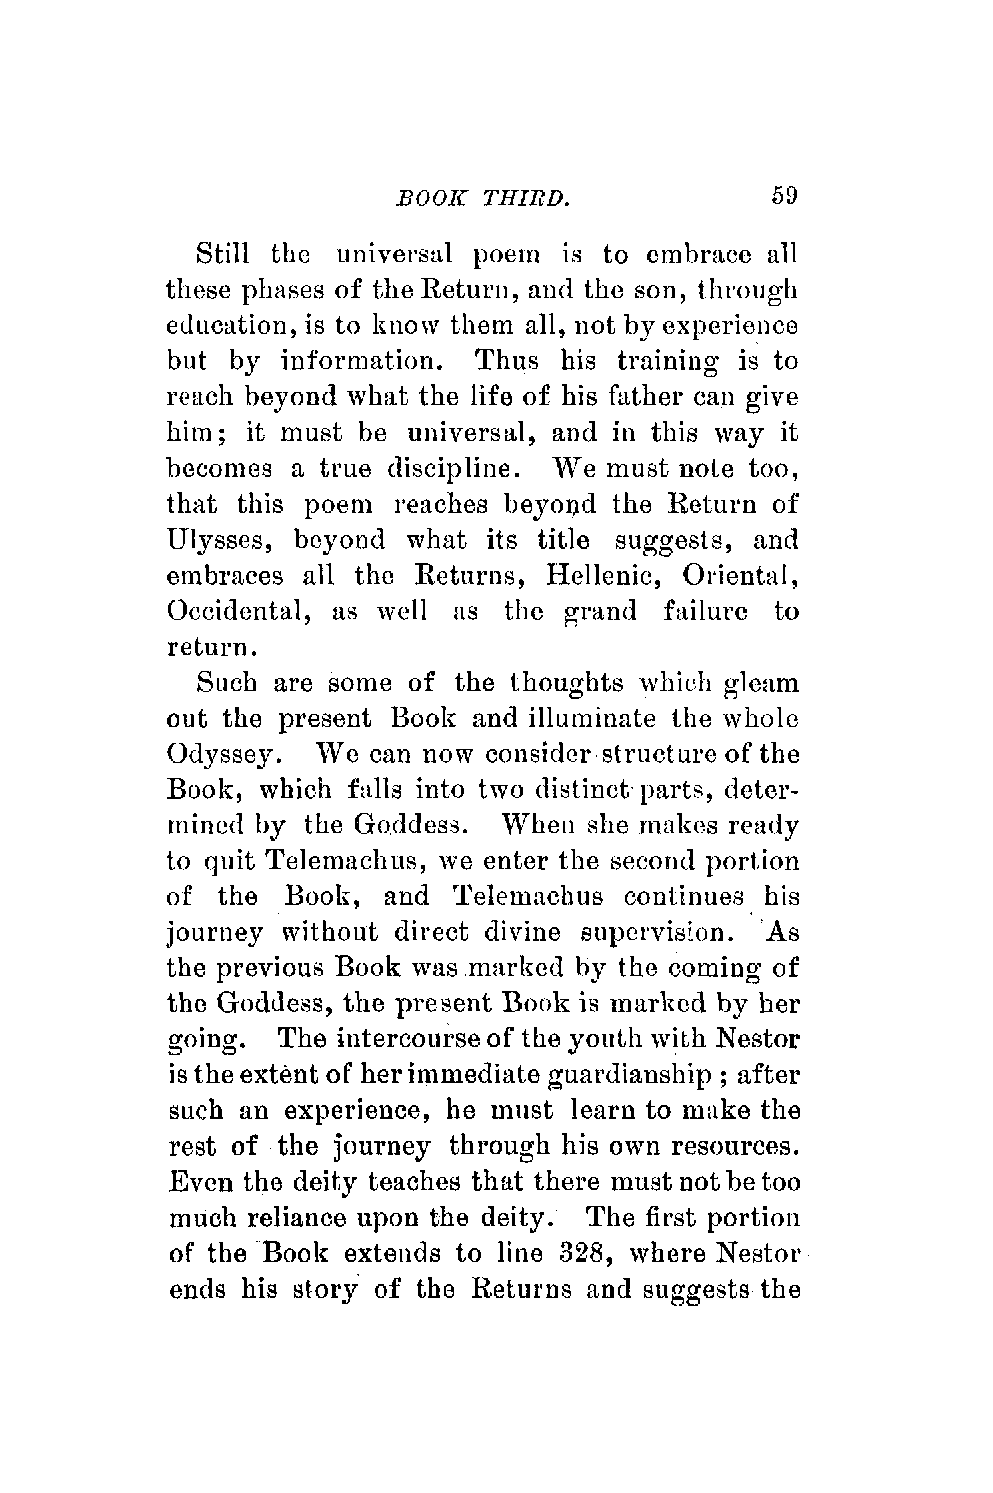 BOOK THIRD. 59
Still the universal poem is to embrace all
these phases of the Return, and the son, through
education, is to know them all, not by experience
but by information. Thus his training is to
reach beyond what the life of his father can give
him; it must be universal, and in this way it
becomes a true discipline. We must note too,
that this poem reaches beyond the Return of
Ulysses, beyond what its title suggests, and
embraces all the Returns, Hellenic, Oriental,
Occidental, as well as the grand failure to
return.
Such are some of the thoughts which gleam
out the present Book and illuminate the whole
Odyssey. We can now consider structure of the
Book, which falls into two distinct parts, deter-
mined by the Goddess. When she makes ready
to quit Telemachus, we enter the second portion
of the Book, and Telemachus continues his
journey without direct divine supervision. As
the previous Book was marked by the coming of
the Goddess, the present Book is marked by her
going. The intercourse of the youth with Nestor
is the extent of her immediate guardianship; after
such an experience, he must learn to make the
rest of the journey through his own resources.
Even the deity teaches that there must not be too
much reliance upon the deity. The first portion
of the Book extends to line 328, where Nestor
ends his story of the Returns and suggests the